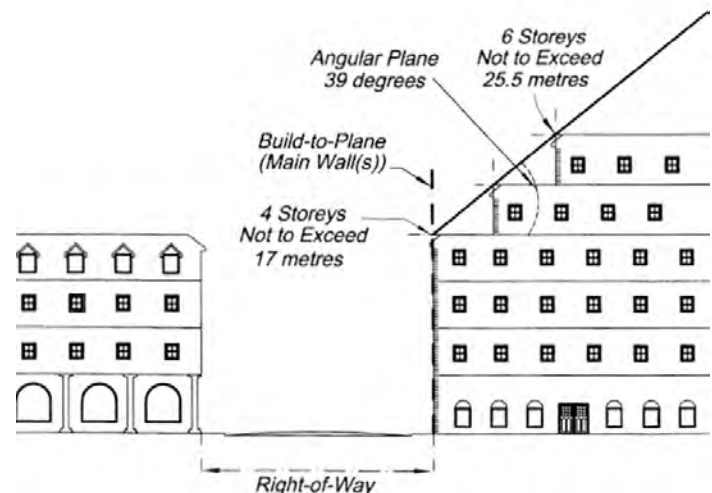 6 Storeys
Not to Exceed
25.5 metres
Angular Plane
39 degrees
Build-to-Plane
(Main Wall(s))
4 Storeys
Not to Exceed
17 metres
Right-of-Way